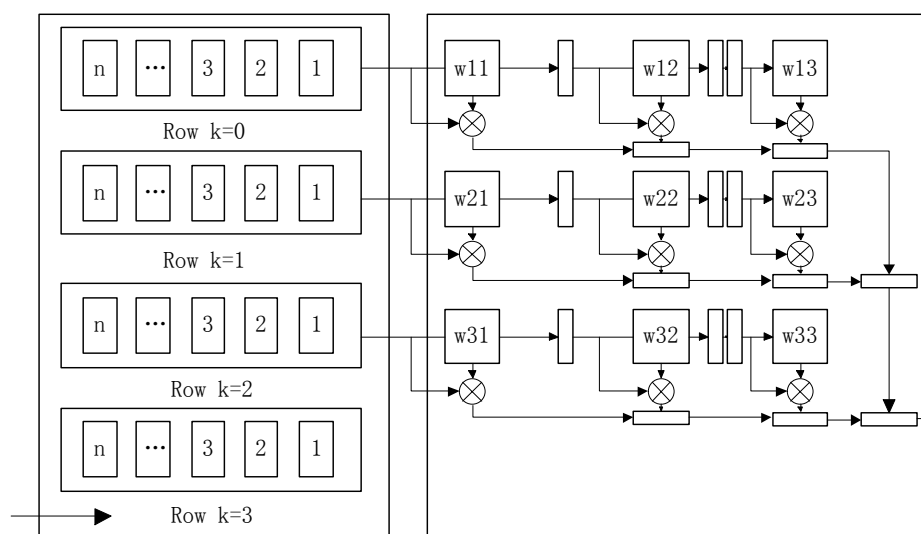 n ... 3 2 1
w11 w12 w13
Row k=0
n ... 3 2 1
w21 w22 w23
Row k=1
n ... 3 2 1
w31 w32 w33
Row k=2
n ... 3 2 1
Row k=3